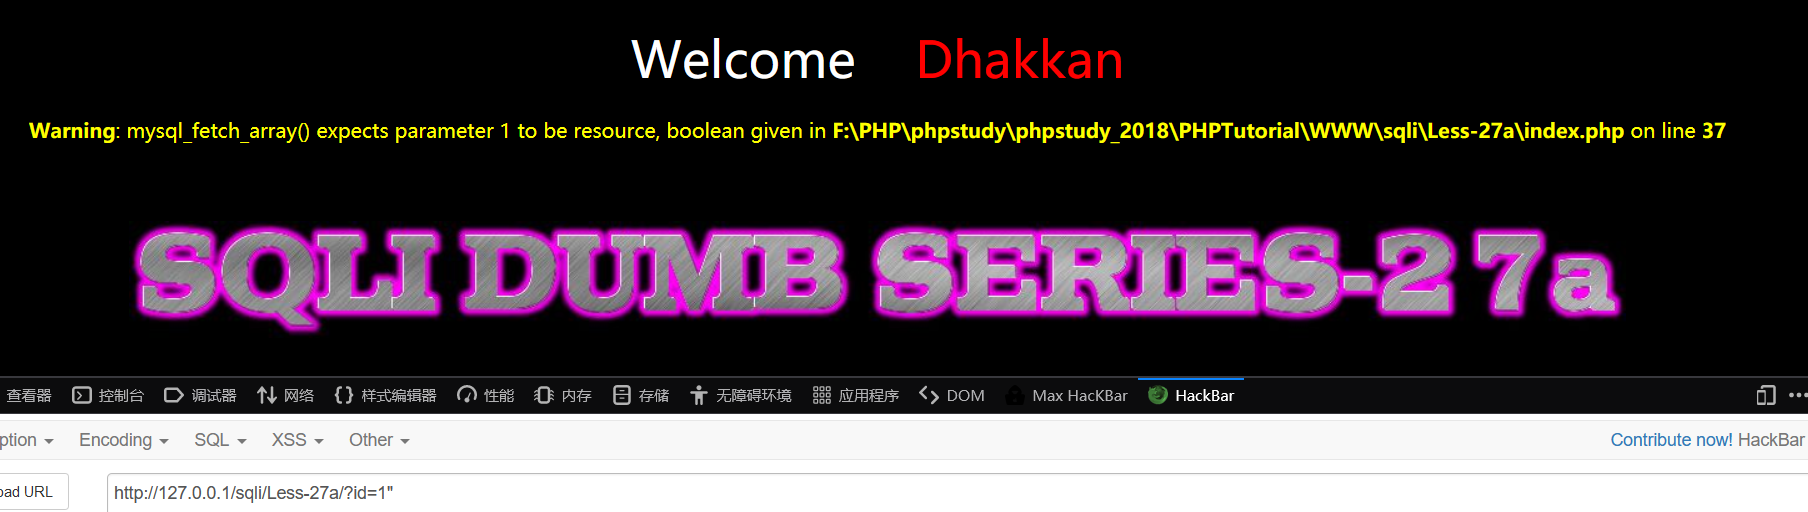 Welcome Dhakkan
Warning: mysql_fetch_array() expects parameter 1 to be resource, boolean given in F:\PHP\phpstudy\phpstudy_2018\PHPTutorial\WWW\sqli\Less-27a\index.php on line 37
SQLI DUMB SERIES-27a
查看器 控制台 调试器 网络 样式编辑器 性能 内存 存储 无障碍环境 应用程序 DOM Max HacKBar HackBar
ption Encoding SQL XSS Other Contribute now! HackBar
oad URL http://127.0.0.1/sqli/Less-27a/?id=1"